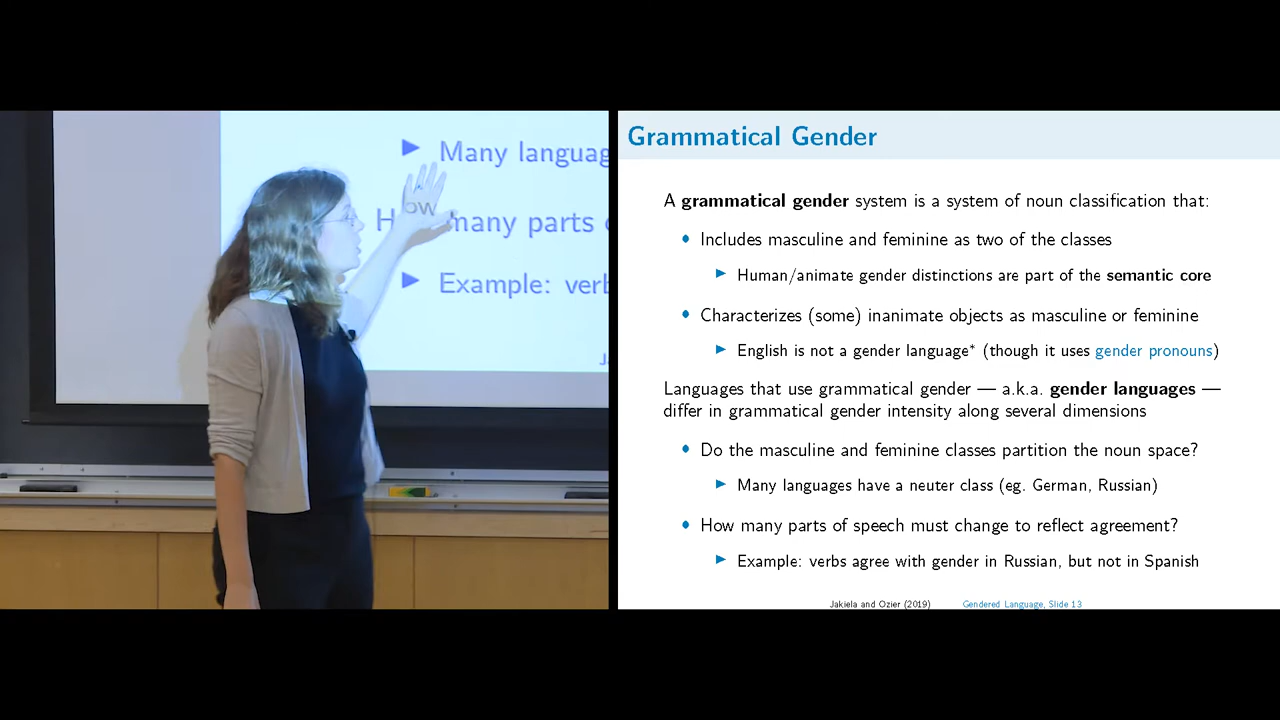 Many languag
How many parts o
Example: verb
Grammatical Gender
A grammatical gender system is a system of noun classification that:
Includes masculine and feminine as two of the classes
Human/animate gender distinctions are part of the semantic core
Characterizes (some) inanimate objects as masculine or feminine
English is not a gender language* (though it uses gender pronouns)
Languages that use grammatical gender — a.k.a. gender languages —
differ in grammatical gender intensity along several dimensions
Do the masculine and feminine classes partition the noun space?
Many languages have a neuter class (eg. German, Russian)
How many parts of speech must change to reflect agreement?
Example: verbs agree with gender in Russian, but not in Spanish
Jakiela and Ozier (2019) Gendered Language, Slide 13